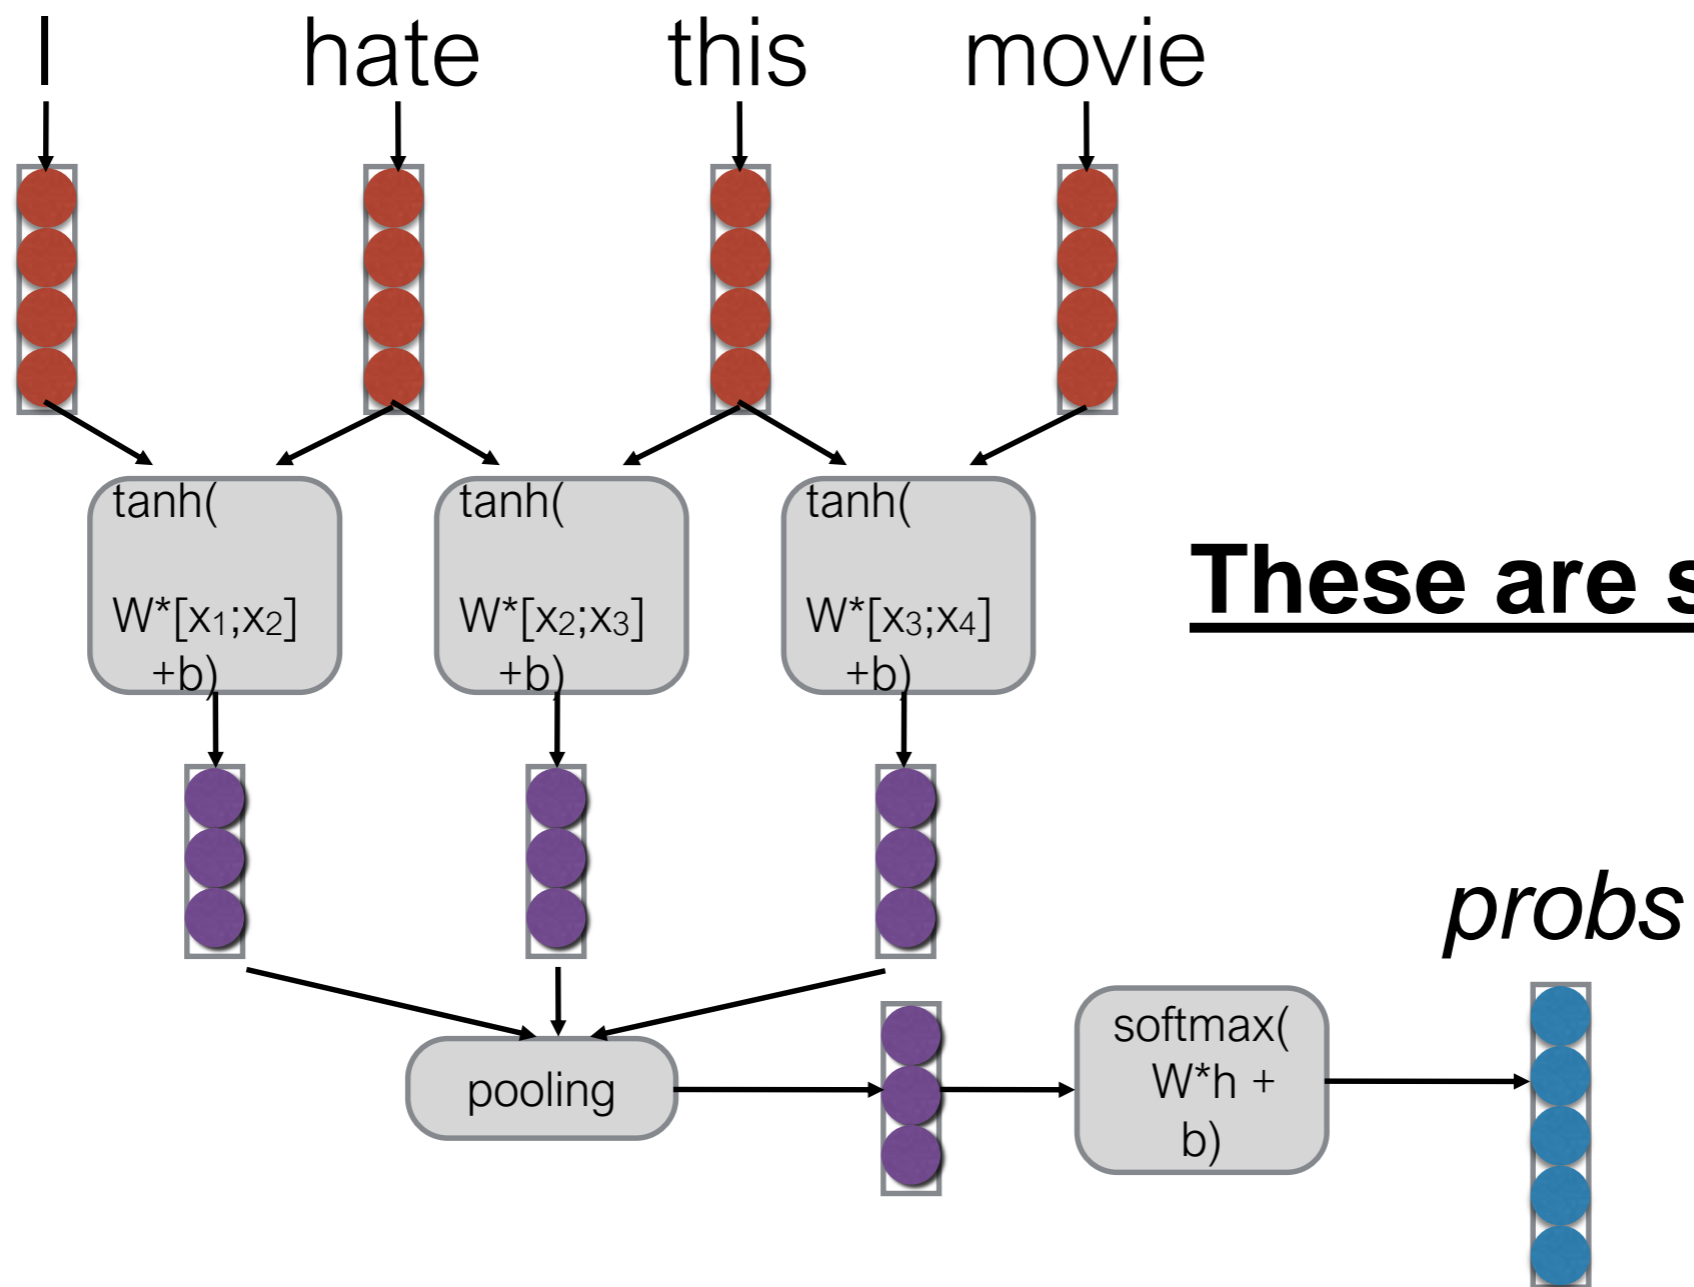 I hate this movie
tanh(
W*[x₁;x₂]
+b)
tanh(
W*[x₂;x₃]
+b)
tanh(
W*[x₃;x₄]
+b)
These are s
probs
pooling
softmax(
W*h +
b)